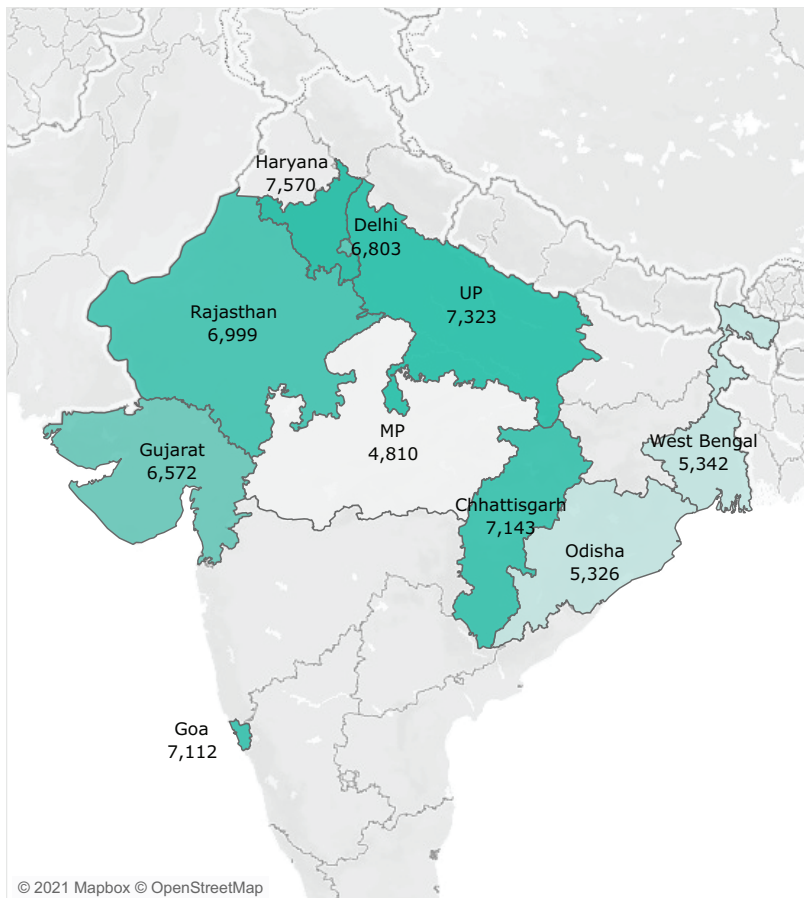 Haryana
7,570
Delhi
6,803
UP
7,323
Rajasthan
6,999
MP
4,810
Gujarat
6,572
West Bengal
5,342
Chhattisgarh
7,143
Odisha
5,326
Goa
7,112
© 2021 Mapbox © OpenStreetMap